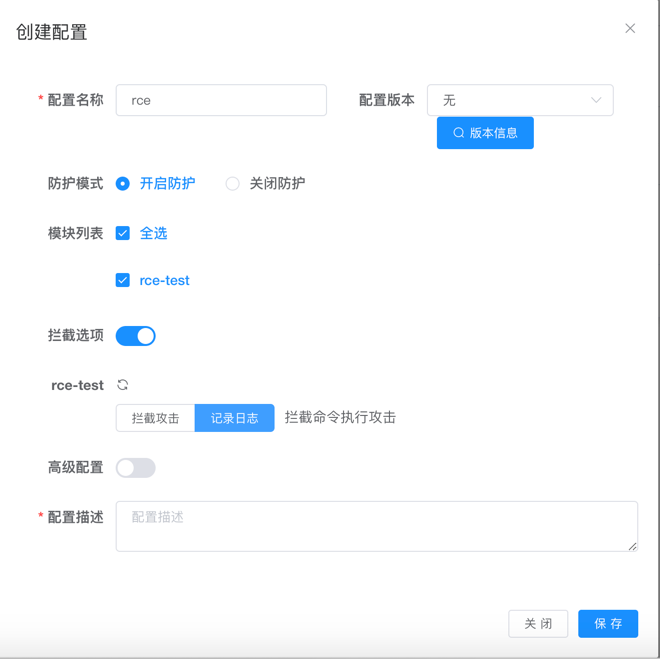 创建配置
* 配置名称 rce 配置版本 无
版本信息
防护模式 开启防护 关闭防护
模块列表 全选
rce-test
拦截选项
rce-test
拦截攻击 记录日志 拦截命令执行攻击
高级配置
* 配置描述 配置描述
关 闭 保 存